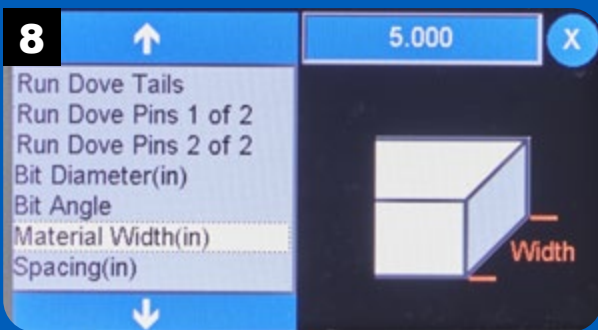 8
5.000
X
Run Dove Tails
Run Dove Pins 1 of 2
Run Dove Pins 2 of 2
Bit Diameter(in)
Bit Angle
Material Width(in)
Spacing(in)
Width